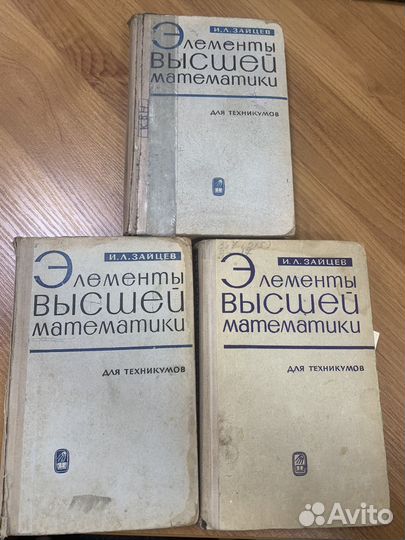 И.Л.ЗАЙЦЕВ
Элементы
ВЫСШЕЙ
математики
ДЛЯ ТЕХНИКУМОВ
И.Л.ЗАЙЦЕВ
Элементы
ВЫСШЕЙ
математики
ДЛЯ ТЕХНИКУМОВ
И.Л.ЗАЙЦЕВ
Элементы
ВЫСШЕЙ
математики
ДЛЯ ТЕХНИКУМОВ
Avito